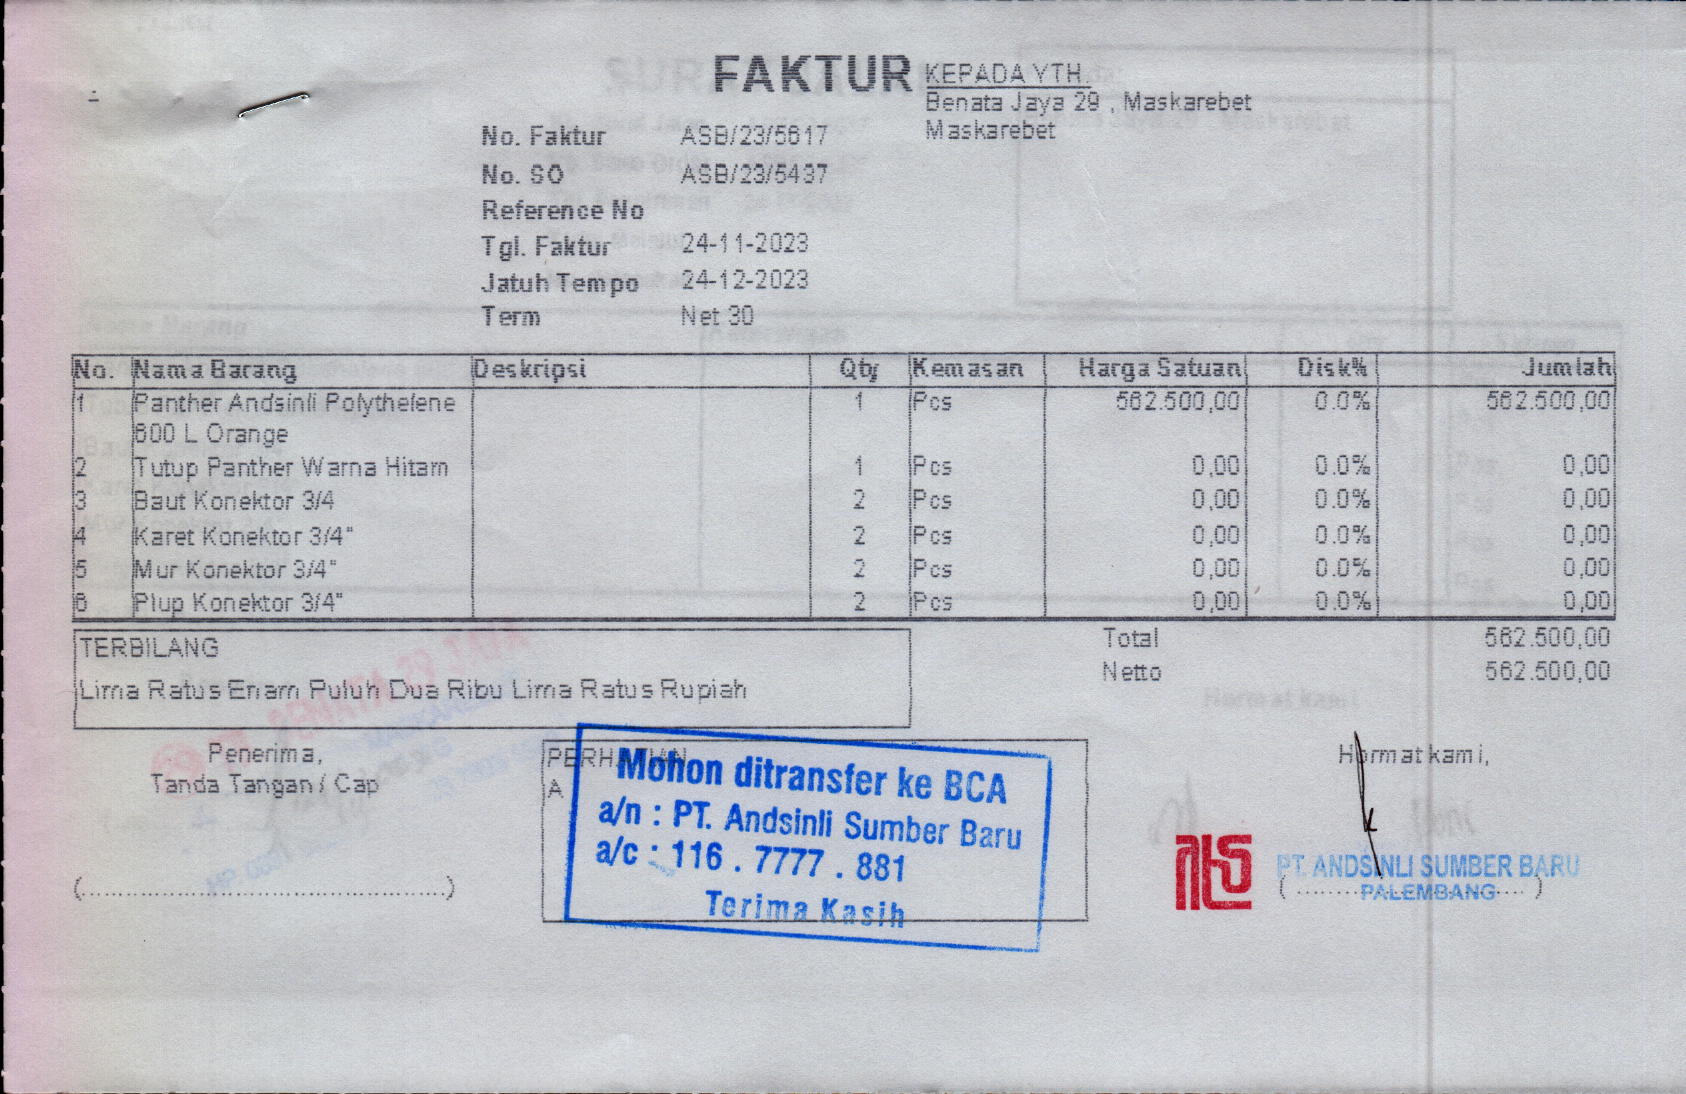 FAKTUR
KEPADA YTH.
Benata Jaya 29 , Maskarebet
Maskarebet
No. Faktur ASB/23/5617
No. SO ASB/23/5437
Reference No
Tgl. Faktur 24-11-2023
Jatuh Tempo 24-12-2023
Term Net 30
No. Nama Barang Deskripsi Qty Kemasan Harga Satuan Disk% Jumlah
1 Panther Andsinli Polythelene 1 Pcs 562.500,00 0.0% 562.500,00
600 L Orange
2 Tutup Panther Warna Hitam 1 Pcs 0,00 0.0% 0,00
3 Baut Konektor 3/4 2 Pcs 0,00 0.0% 0,00
4 Karet Konektor 3/4" 2 Pcs 0,00 0.0% 0,00
5 Mur Konektor 3/4" 2 Pcs 0,00 0.0% 0,00
6 Plup Konektor 3/4" 2 Pcs 0,00 0.0% 0,00
TERBILANG
Lima Ratus Enam Puluh Dua Ribu Lima Ratus Rupiah
Total 562.500,00
Netto 562.500,00
Penerima,
Tanda Tangan / Cap
(..................................................)
PERHATIAN
A
Mohon ditransfer ke BCA
a/n : PT. Andsinli Sumber Baru
a/c : 116 . 7777 . 881
Terima Kasih
Hormat kami,
PT. ANDSINLI SUMBER BARU
PALEMBANG